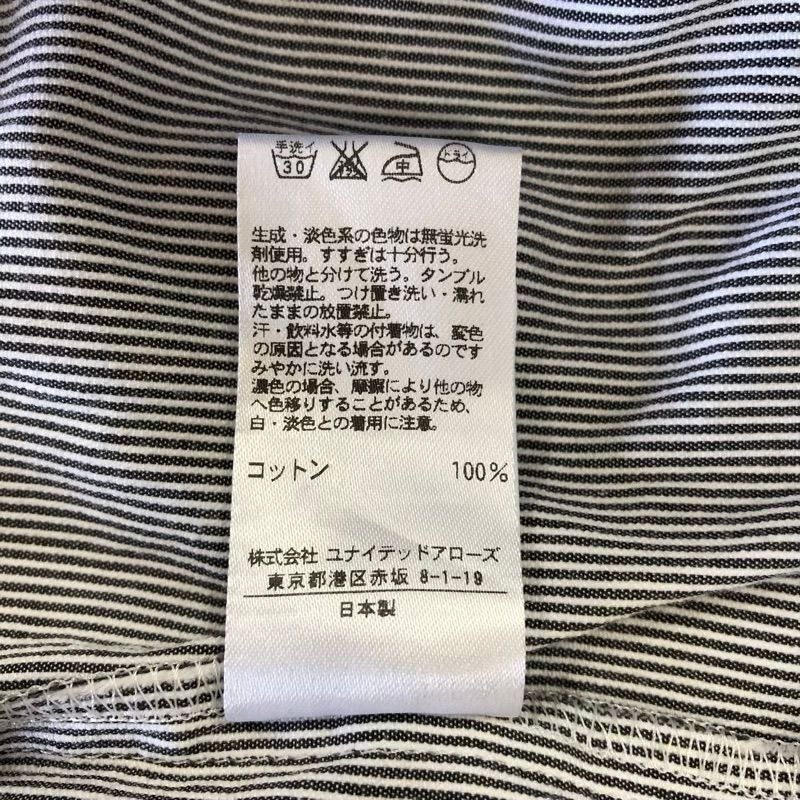 手洗イ
30
中
ドライ
生成・淡色系の色物は無蛍光洗
剤使用。すすぎは十分行う。
他の物と分けて洗う。タンブル
乾燥禁止。つけ置き洗い・濡れ
たままの放置禁止。
汗・飲料水等の付着物は、変色
の原因となる場合があるのです
みやかに洗い流す。
濃色の場合、摩擦により他の物
へ色移りすることがあるため、
白・淡色との着用に注意。
コットン 100%
株式会社 ユナイテッドアローズ
東京都港区赤坂 8-1-19
日本製